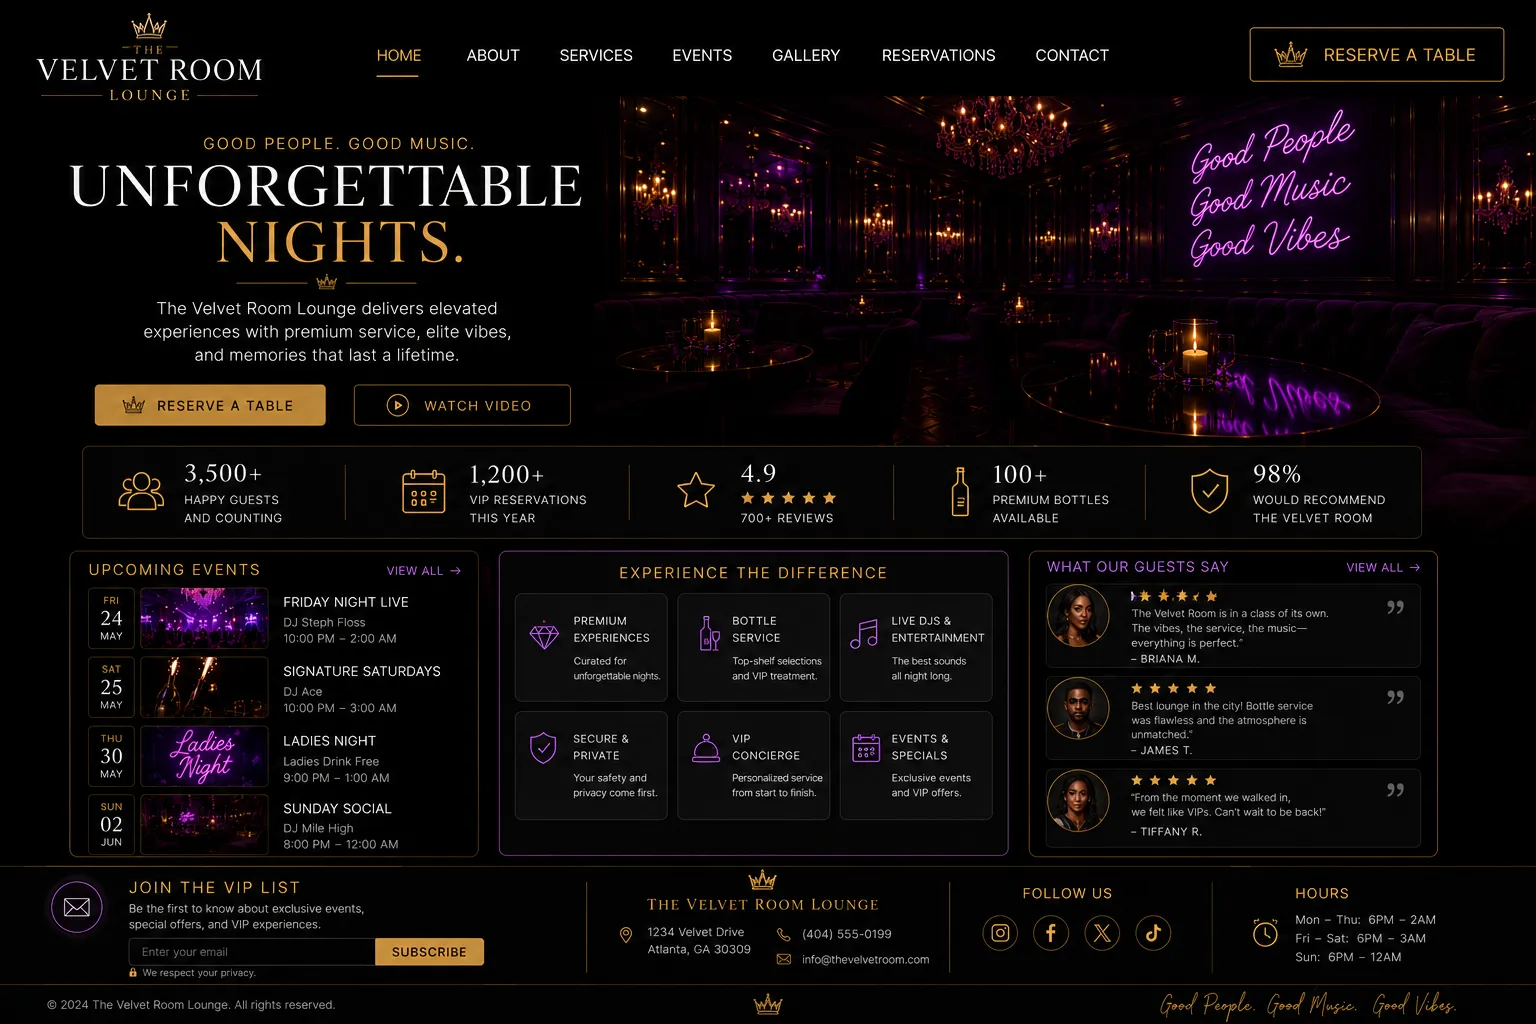 THE
VELVET ROOM
LOUNGE
HOME
ABOUT
SERVICES
EVENTS
GALLERY
RESERVATIONS
CONTACT
RESERVE A TABLE
GOOD PEOPLE. GOOD MUSIC.
UNFORGETTABLE
NIGHTS.
The Velvet Room Lounge delivers elevated
experiences with premium service, elite vibes,
and memories that last a lifetime.
RESERVE A TABLE
WATCH VIDEO
Good People
Good Music
Good Vibes
Vibes
3,500+
HAPPY GUESTS
AND COUNTING
1,200+
VIP RESERVATIONS
THIS YEAR
4.9
700+ REVIEWS
100+
PREMIUM BOTTLES
AVAILABLE
98%
WOULD RECOMMEND
THE VELVET ROOM
UPCOMING EVENTS
VIEW ALL →
FRI
24
MAY
FRIDAY NIGHT LIVE
DJ Steph Floss
10:00 PM – 2:00 AM
SAT
25
MAY
SIGNATURE SATURDAYS
DJ Ace
10:00 PM – 3:00 AM
THU
30
MAY
Ladies
Night
LADIES NIGHT
Ladies Drink Free
9:00 PM – 1:00 AM
SUN
02
JUN
SUNDAY SOCIAL
DJ Mile High
8:00 PM – 12:00 AM
EXPERIENCE THE DIFFERENCE
PREMIUM
EXPERIENCES
Curated for
unforgettable nights.
BOTTLE
SERVICE
Top-shelf selections
and VIP treatment.
LIVE DJS &
ENTERTAINMENT
The best sounds
all night long.
SECURE &
PRIVATE
Your safety and
privacy come first.
VIP
CONCIERGE
Personalized service
from start to finish.
EVENTS &
SPECIALS
Exclusive events
and VIP offers.
WHAT OUR GUESTS SAY
VIEW ALL →
The Velvet Room is in a class of its own.
The vibes, the service, the music—
everything is perfect.”
– BRIANA M.
”
Best lounge in the city! Bottle service
was flawless and the atmosphere is
unmatched.”
– JAMES T.
”
“From the moment we walked in,
we felt like VIPs. Can't wait to be back!”
– TIFFANY R.
”
JOIN THE VIP LIST
Be the first to know about exclusive events,
special offers, and VIP experiences.
Enter your email
SUBSCRIBE
We respect your privacy.
THE VELVET ROOM LOUNGE
1234 Velvet Drive
Atlanta, GA 30309
(404) 555-0199
info@thevelvetroom.com
FOLLOW US
HOURS
Mon – Thu: 6PM – 2AM
Fri – Sat: 6PM – 3AM
Sun: 6PM – 12AM
© 2024 The Velvet Room Lounge. All rights reserved.
Good People. Good Music. Good Vibes.